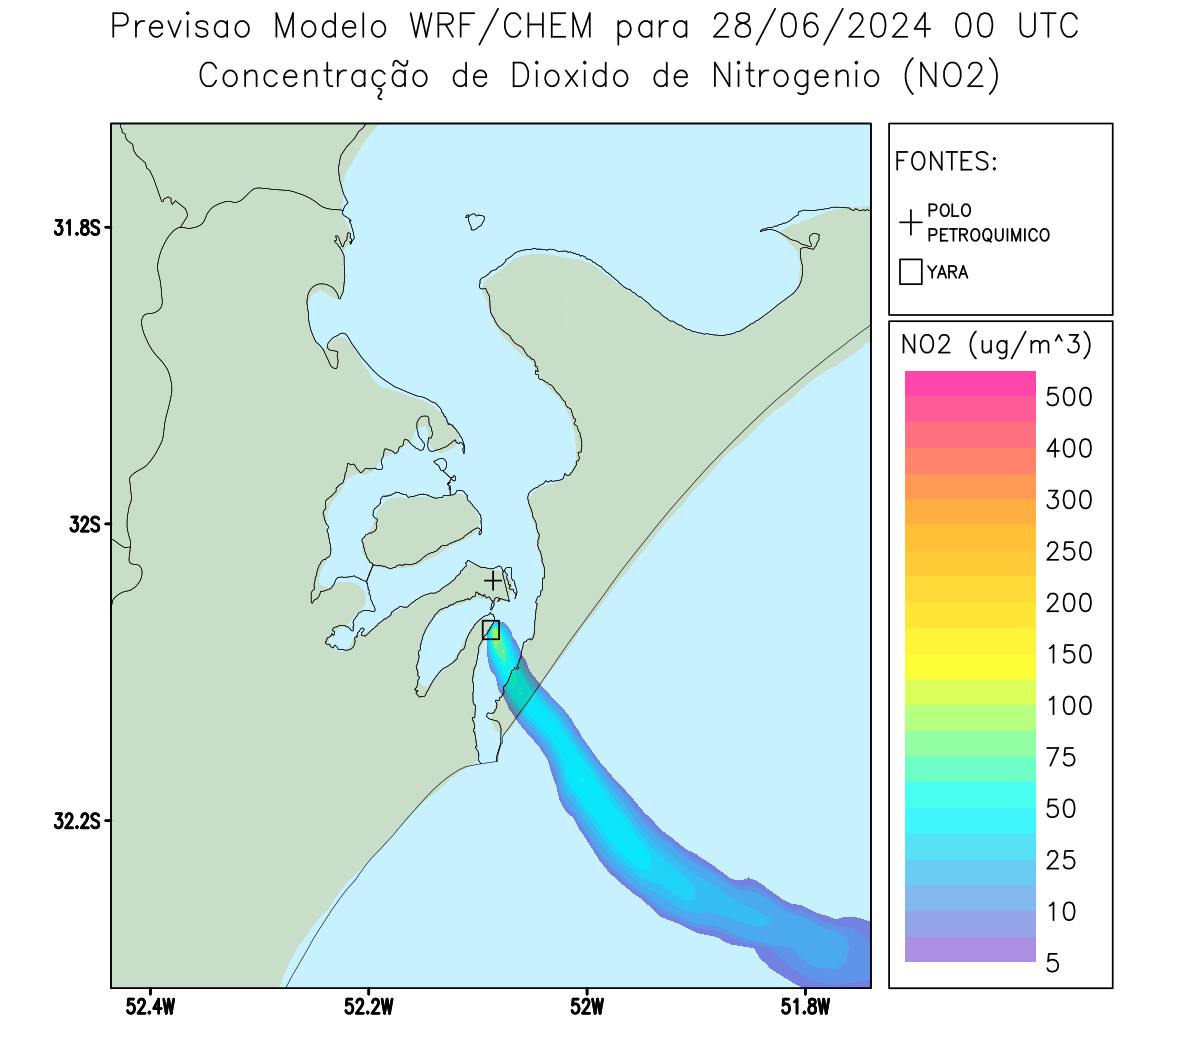 Previsao Modelo WRF/CHEM para 28/06/2024 00 UTC
Concentração de Dioxido de Nitrogenio (NO2)
FONTES:
POLO
PETROQUIMICO
YARA
NO2 (ug/m^3)
500
400
300
250
200
150
100
75
50
25
10
5
31.8S
32S
32.2S
52.4W
52.2W
52W
51.8W